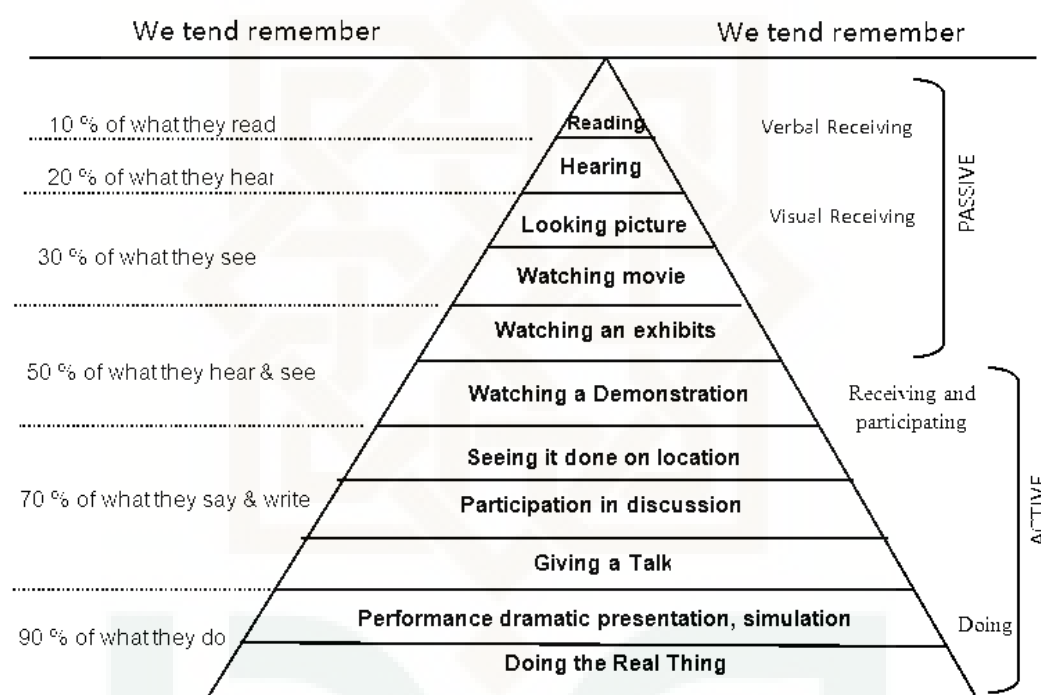 We tend remember
We tend remember
10 % of what they read
Reading
Verbal Receiving
20 % of what they hear
Hearing
PASSIVE
Looking picture
Visual Receiving
30 % of what they see
Watching movie
Watching an exhibits
50 % of what they hear & see
Watching a Demonstration
Receiving and
participating
Seeing it done on location
70 % of what they say & write
Participation in discussion
ACTIVE
Giving a Talk
Performance dramatic presentation, simulation
Doing
90 % of what they do
Doing the Real Thing